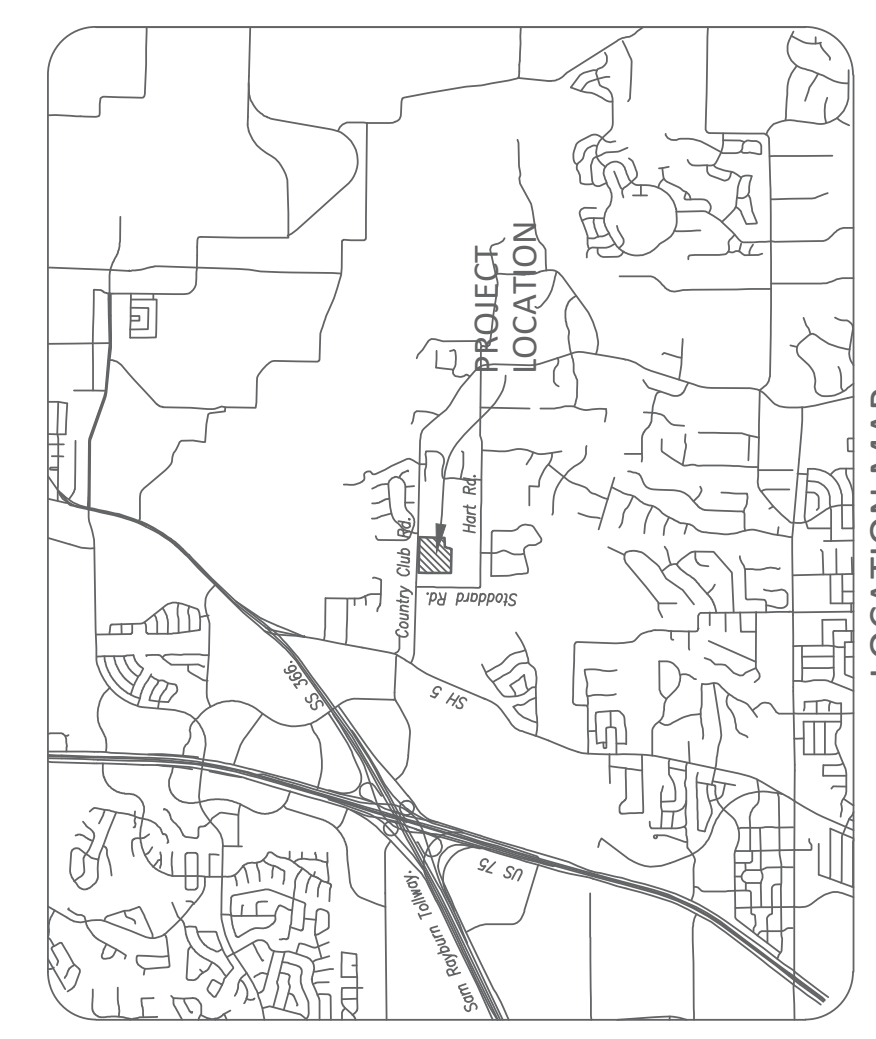 PROJECT
LOCATION
Hart Rd.
Country Club Rd.
Stoddard Rd.
SH 5
SS 366.
US 75
Sam Rayburn Tollway.